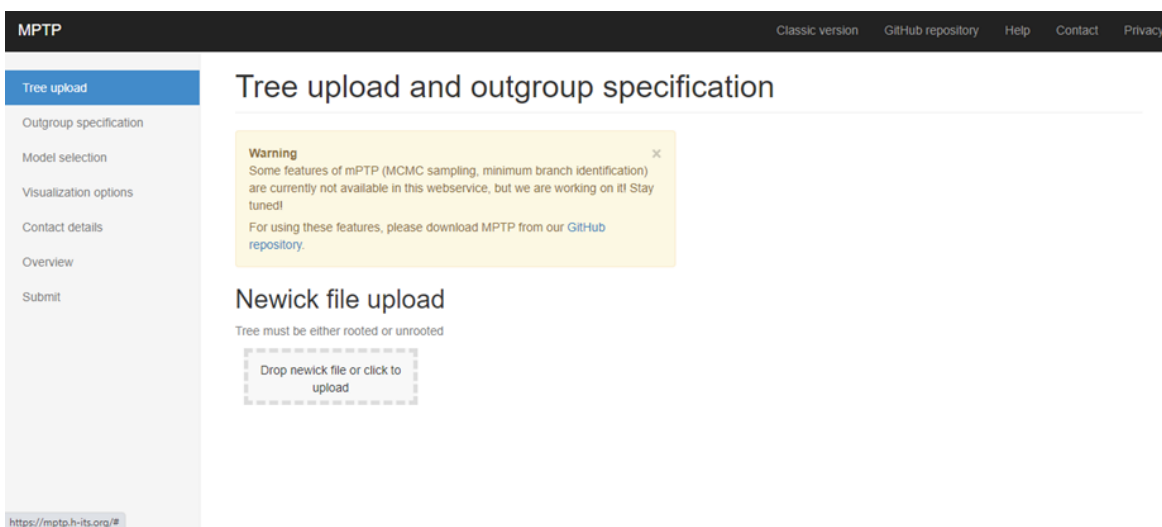 MPTP
Classic version
GitHub repository
Help
Contact
Privacy
Tree upload
Outgroup specification
Model selection
Visualization options
Contact details
Overview
Submit
Tree upload and outgroup specification
Warning
×
Some features of mPTP (MCMC sampling, minimum branch identification)
are currently not available in this webservice, but we are working on it! Stay
tuned!
For using these features, please download MPTP from our GitHub
repository.
Newick file upload
Tree must be either rooted or unrooted
Drop newick file or click to
upload
https://mptp.h-its.org/#